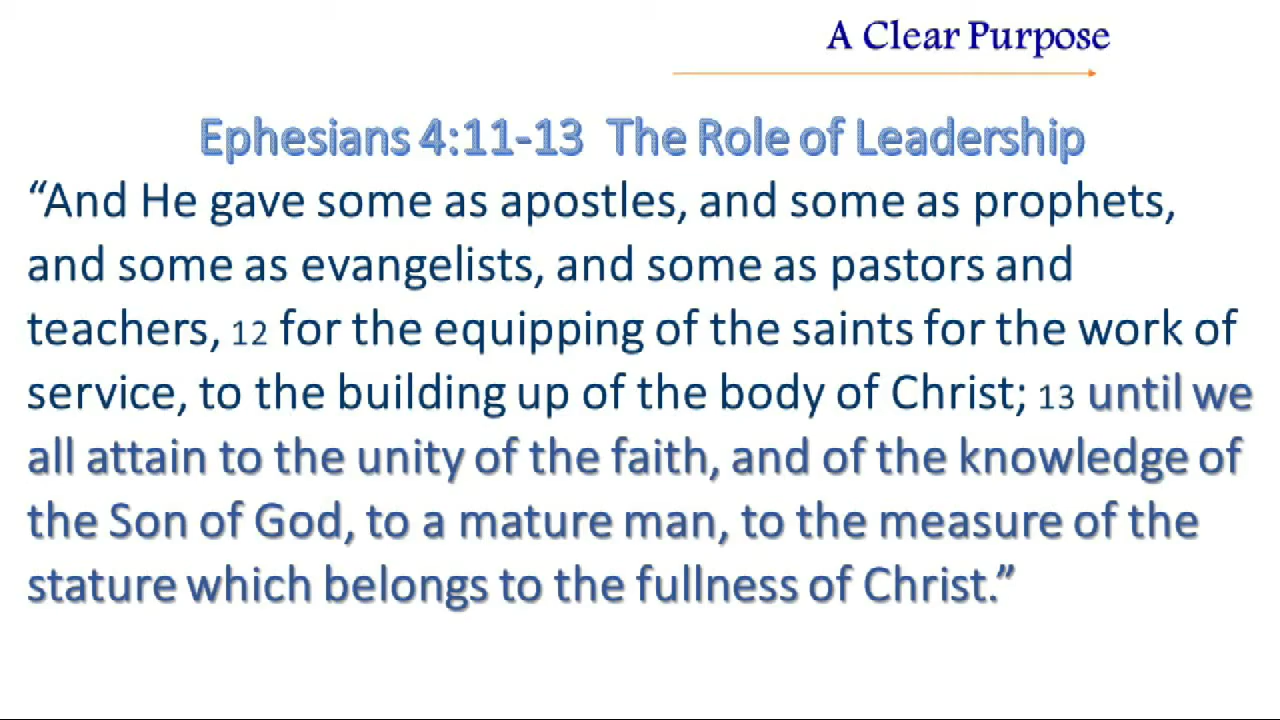 A Clear Purpose
Ephesians 4:11-13 The Role of Leadership
“And He gave some as apostles, and some as prophets,
and some as evangelists, and some as pastors and
teachers, 12 for the equipping of the saints for the work of
service, to the building up of the body of Christ; 13 until we
all attain to the unity of the faith, and of the knowledge of
the Son of God, to a mature man, to the measure of the
stature which belongs to the fullness of Christ.”